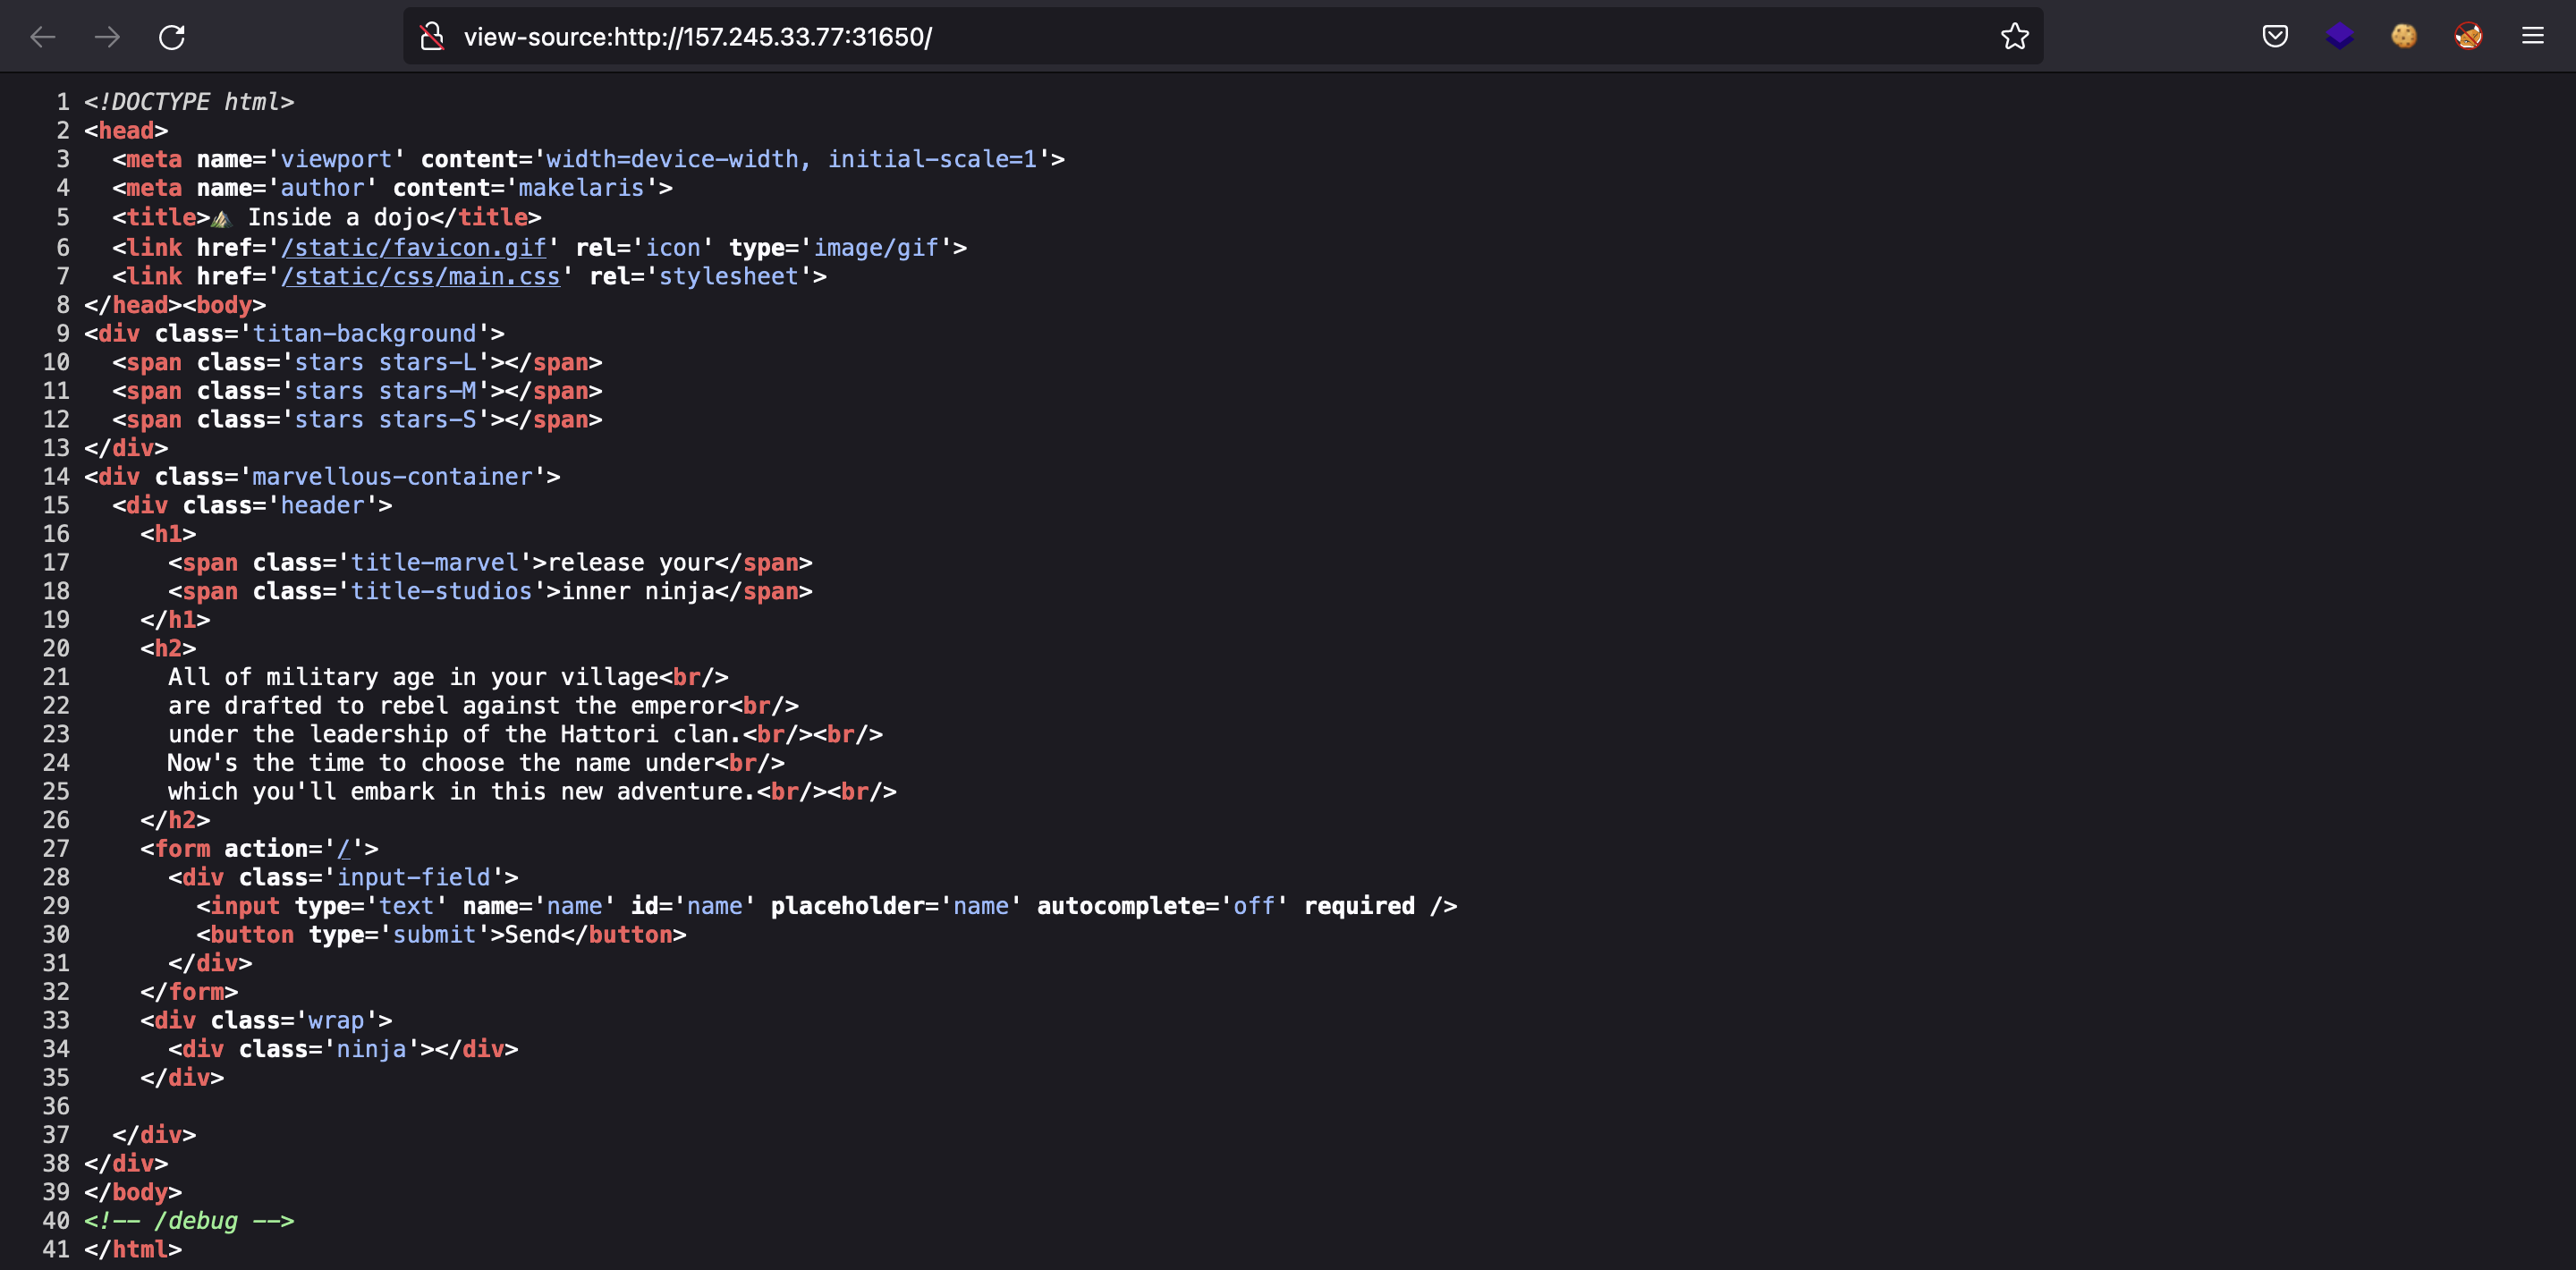 view-source:http://157.245.33.77:31650/
1 <!DOCTYPE html>
2 <head>
3   <meta name='viewport' content='width=device-width, initial-scale=1'>
4   <meta name='author' content='makelaris'>
5   <title>⛰️ Inside a dojo</title>
6   <link href='/static/favicon.gif' rel='icon' type='image/gif'>
7   <link href='/static/css/main.css' rel='stylesheet'>
8 </head><body>
9 <div class='titan-background'>
10   <span class='stars stars-L'></span>
11   <span class='stars stars-M'></span>
12   <span class='stars stars-S'></span>
13 </div>
14 <div class='marvellous-container'>
15   <div class='header'>
16     <h1>
17       <span class='title-marvel'>release your</span>
18       <span class='title-studios'>inner ninja</span>
19     </h1>
20     <h2>
21       All of military age in your village<br/>
22       are drafted to rebel against the emperor<br/>
23       under the leadership of the Hattori clan.<br/><br/>
24       Now's the time to choose the name under<br/>
25       which you'll embark in this new adventure.<br/><br/>
26     </h2>
27     <form action='/'>
28       <div class='input-field'>
29         <input type='text' name='name' id='name' placeholder='name' autocomplete='off' required />
30         <button type='submit'>Send</button>
31       </div>
32     </form>
33     <div class='wrap'>
34       <div class='ninja'></div>
35     </div>
36
37   </div>
38 </div>
39 </body>
40 <!-- /debug -->
41 </html>